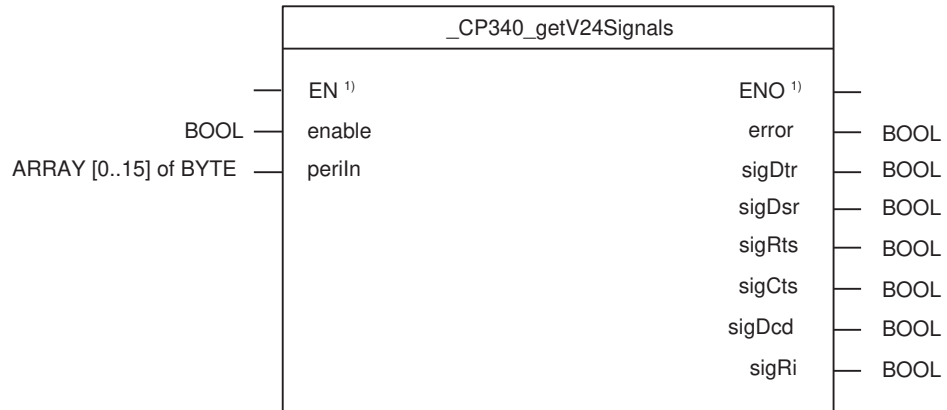 _CP340_getV24Signals
EN 1) ENO 1)
BOOL enable error BOOL
ARRAY [0..15] of BYTE periIn sigDtr BOOL
sigDsr BOOL
sigRts BOOL
sigCts BOOL
sigDcd BOOL
sigRi BOOL